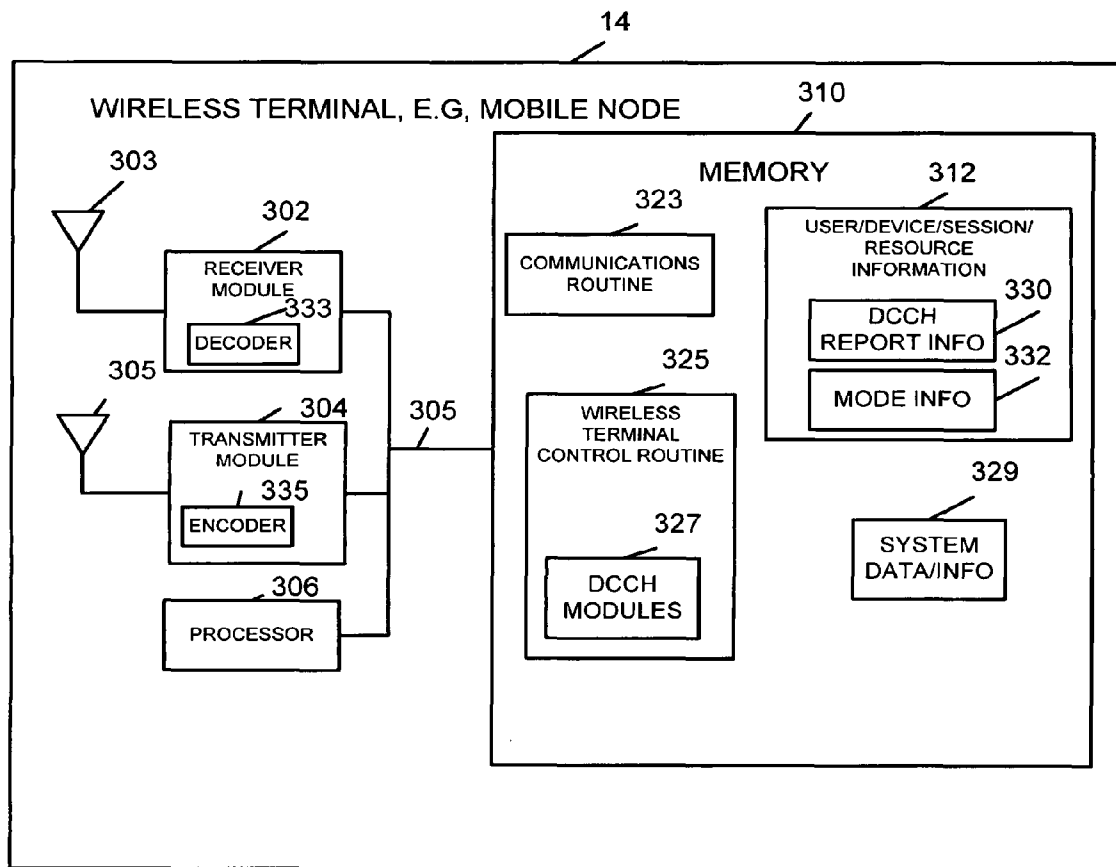 14
WIRELESS TERMINAL, E.G, MOBILE NODE
310
MEMORY
303
302
RECEIVER
MODULE
333
DECODER
305
304
TRANSMITTER
MODULE
335
ENCODER
306
PROCESSOR
305
323
COMMUNICATIONS
ROUTINE
325
WIRELESS
TERMINAL
CONTROL ROUTINE
327
DCCH
MODULES
312
USER/DEVICE/SESSION/
RESOURCE
INFORMATION
330
DCCH
REPORT INFO
332
MODE INFO
329
SYSTEM
DATA/INFO